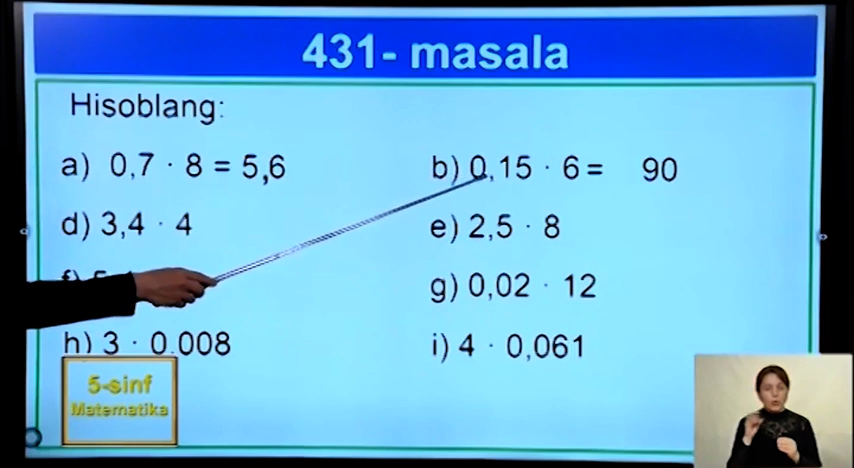 431- masala
Hisoblang:
a) 0,7 · 8 = 5,6
b) 0,15 · 6 = 90
d) 3,4 · 4
e) 2,5 · 8
g) 0,02 · 12
h) 3 · 0,008
i) 4 · 0,061
5-sinf
Matematika